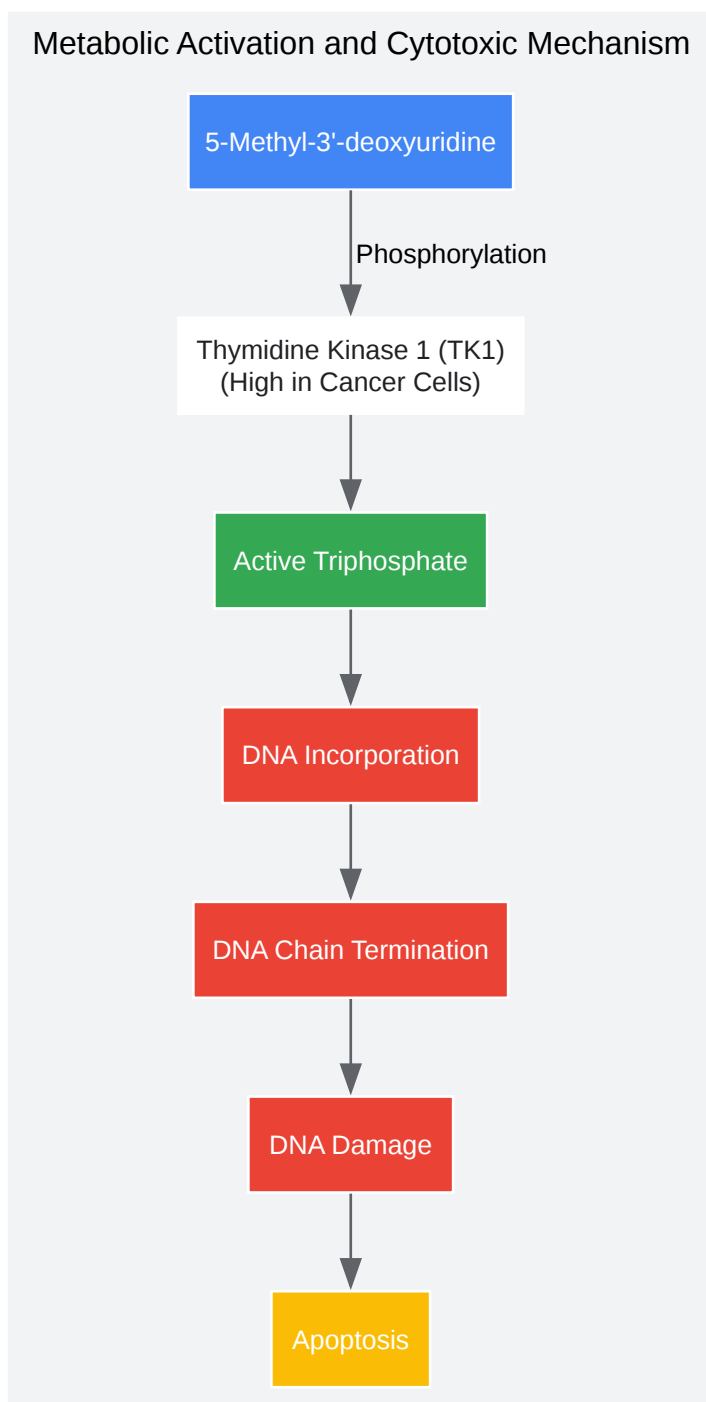 Metabolic Activation and Cytotoxic Mechanism
5-Methyl-3'-deoxyuridine
Phosphorylation
Thymidine Kinase 1 (TK1)
(High in Cancer Cells)
Active Triphosphate
DNA Incorporation
DNA Chain Termination
DNA Damage
Apoptosis